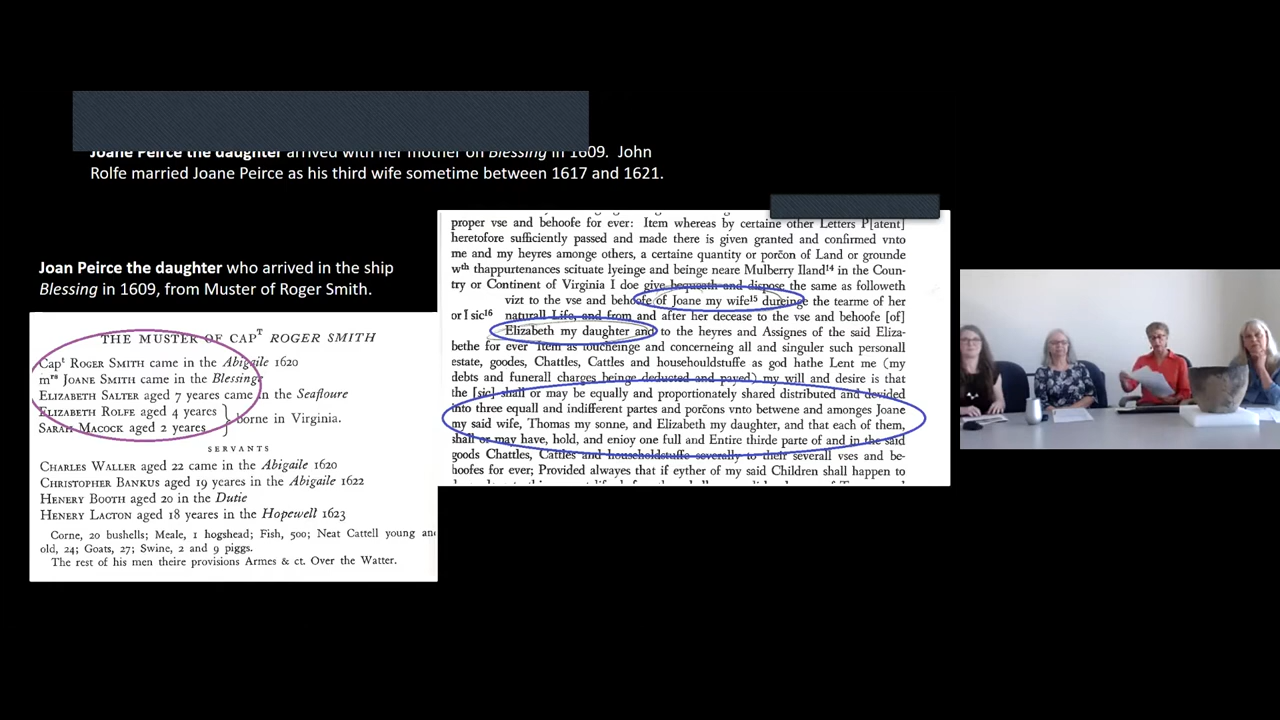 Joane Peirce the daughter arrived with her mother on Blessing in 1609. John
Rolfe married Joane Peirce as his third wife sometime between 1617 and 1621.
Joan Peirce the daughter who arrived in the ship
Blessing in 1609, from Muster of Roger Smith.
THE MUSTER OF CAPT ROGER SMITH
Capt ROGER SMITH came in the Abigaile 1620
mrs JOANE SMITH came in the Blessinge
ELIZABETH SALTER aged 7 yeares came in the Seafloure
ELIZABETH ROLFE aged 4 yeares
SARAH MACOCK aged 2 yeares
borne in Virginia.
SERVANTS
CHARLES WALLER aged 22 came in the Abigaile 1620
CHRISTOPHER BANKUS aged 19 yeares in the Abigaile 1622
HENERY BOOTH aged 20 in the Dutie
HENERY LACTON aged 18 yeares in the Hopewell 1623
Corne, 20 bushells; Meale, 1 hogshead; Fish, 500; Neat Cattell young and
old, 24; Goats, 27; Swine, 2 and 9 piggs.
The rest of his men theire provisions Armes & ct. Over the Watter.
proper vse and behoofe for ever: Item whereas by certaine other Letters P[atent]
heretofore sufficiently passed and made there is given granted and confirmed vnto
me and my heyres amonge others, a certaine quantity or porc̃on of Land or grounde
wth thappurtenances scituate lyeinge and beinge neare Mulberry Iland14 in the Coun-
try or Continent of Virginia I doe give bequeath and dispose the same as followeth
vizt to the vse and behoofe of Joane my wife15 dureinge the tearme of her
or I sic16 naturall Life, and from and after her decease to the vse and behoofe [of]
Elizabeth my daughter and to the heyres and Assignes of the said Eliza-
bethe for ever Item as toucheinge and concerneing all and singuler such personall
estate, goodes, Chattles, Cattles and househouldstuffe as god hathe Lent me (my
debts and funerall charges beinge deducted and payed) my will and desire is that
the [sic] shall or may be equally and proportionately shared distributed and devided
into three equall and indifferent partes and porc̃ons vnto betwene and amonges Joane
my said wife, Thomas my sonne, and Elizabeth my daughter, and that each of them,
shall or may have, hold, and enjoy one full and Entire thirde parte of and in the said
goods Chattles, Cattles and householdstuffe severally to their severall vses and be-
hoofes for ever; Provided alwayes that if eyther of my said Children shall happen to